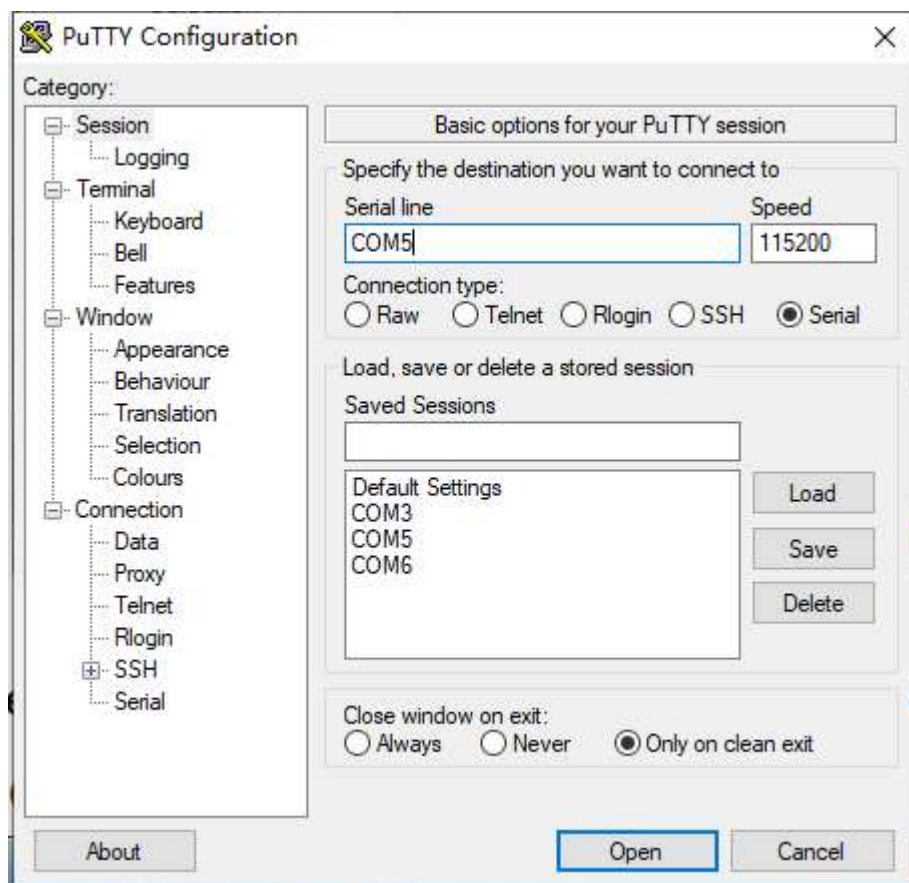 PuTTY Configuration
Category:
Session
Logging
Terminal
Keyboard
Bell
Features
Window
Appearance
Behaviour
Translation
Selection
Colours
Connection
Data
Proxy
Telnet
Rlogin
SSH
Serial
Basic options for your PuTTY session
Specify the destination you want to connect to
Serial line Speed
COM5 115200
Connection type:
Raw Telnet Rlogin SSH Serial
Load, save or delete a stored session
Saved Sessions
Default Settings
COM3
COM5
COM6
Load
Save
Delete
Close window on exit:
Always Never Only on clean exit
About Open Cancel